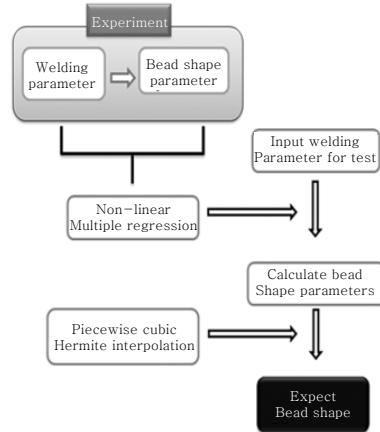 Experiment
Welding
parameter
Bead shape
parameter
Input welding
Parameter for test
Non-linear
Multiple regression
Calculate bead
Shape parameters
Piecewise cubic
Hermite interpolation
Expect
Bead shape